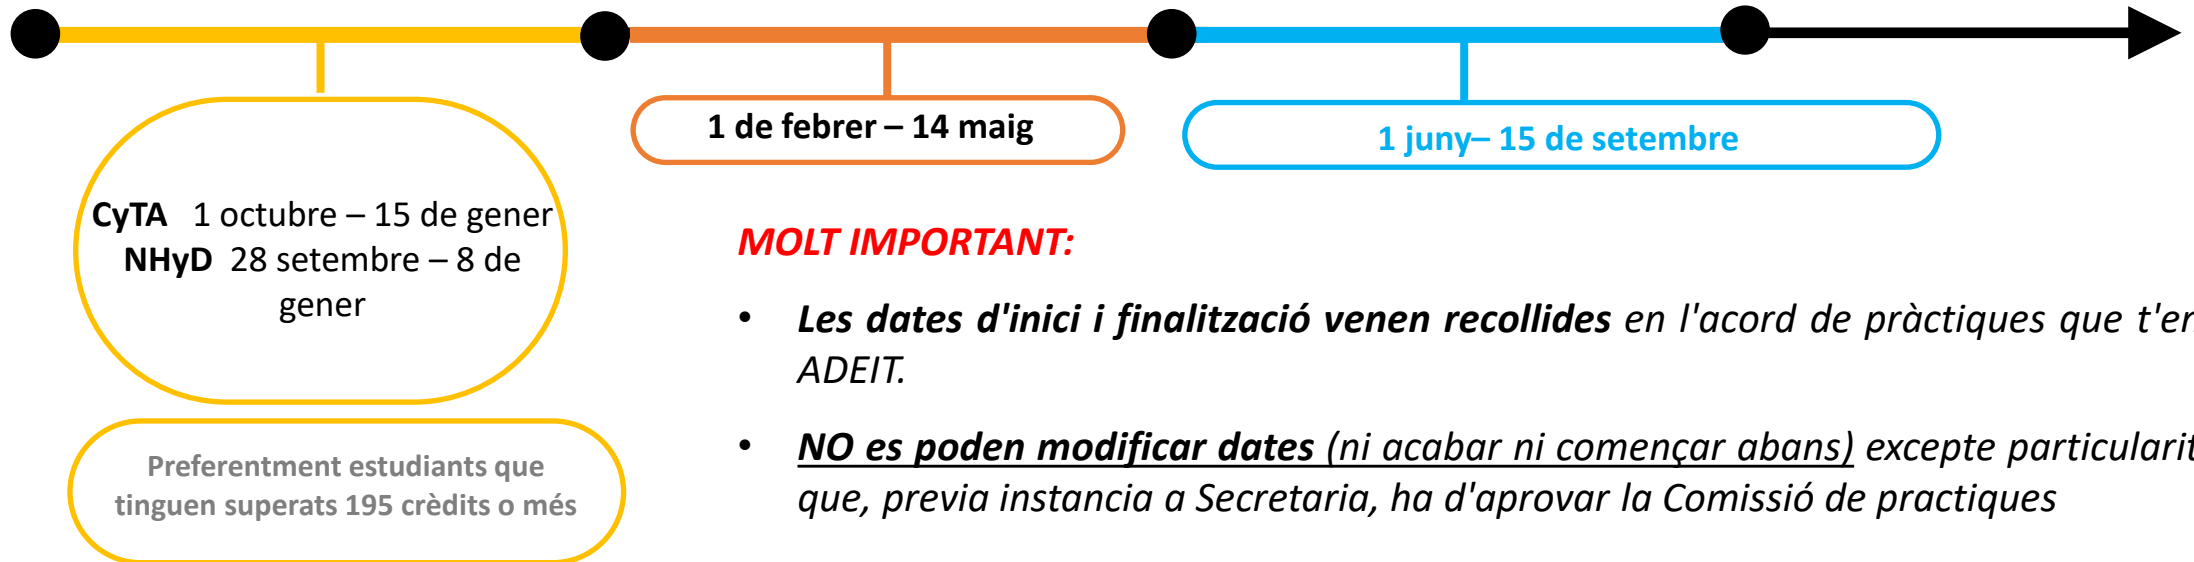 1 de febrer – 14 maig
1 juny– 15 de setembre
CyTA 1 octubre – 15 de gener
NHyD 28 setembre – 8 de
gener
Preferentment estudiants que
tinguen superats 195 crèdits o més
MOLT IMPORTANT:
• Les dates d'inici i finalització venen recollides en l'acord de pràctiques que
ADEIT.
• NO es poden modificar dates (ni acabar ni començar abans) excepte
que, previa instancia a Secretaria, ha d'aprovar la Comissió de practiques